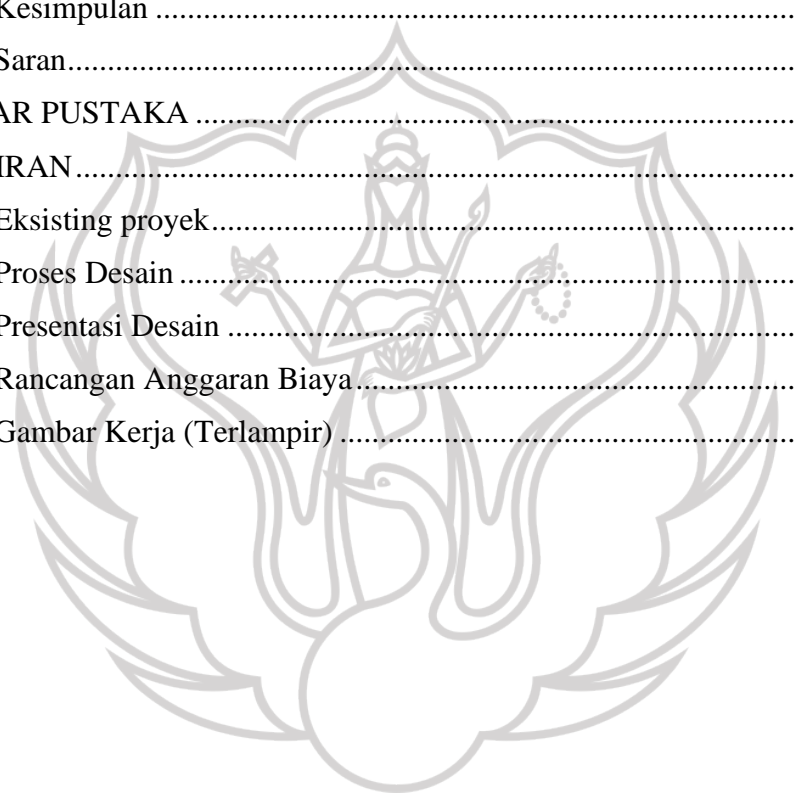 Kesimpulan ................................................................................
Saran...........................................................................................
AR PUSTAKA ...........................................................................
IRAN..........................................................................................
Eksisting proyek.........................................................................
Proses Desain .............................................................................
Presentasi Desain .......................................................................
Rancangan Anggaran Biaya.......................................................
Gambar Kerja (Terlampir) .........................................................